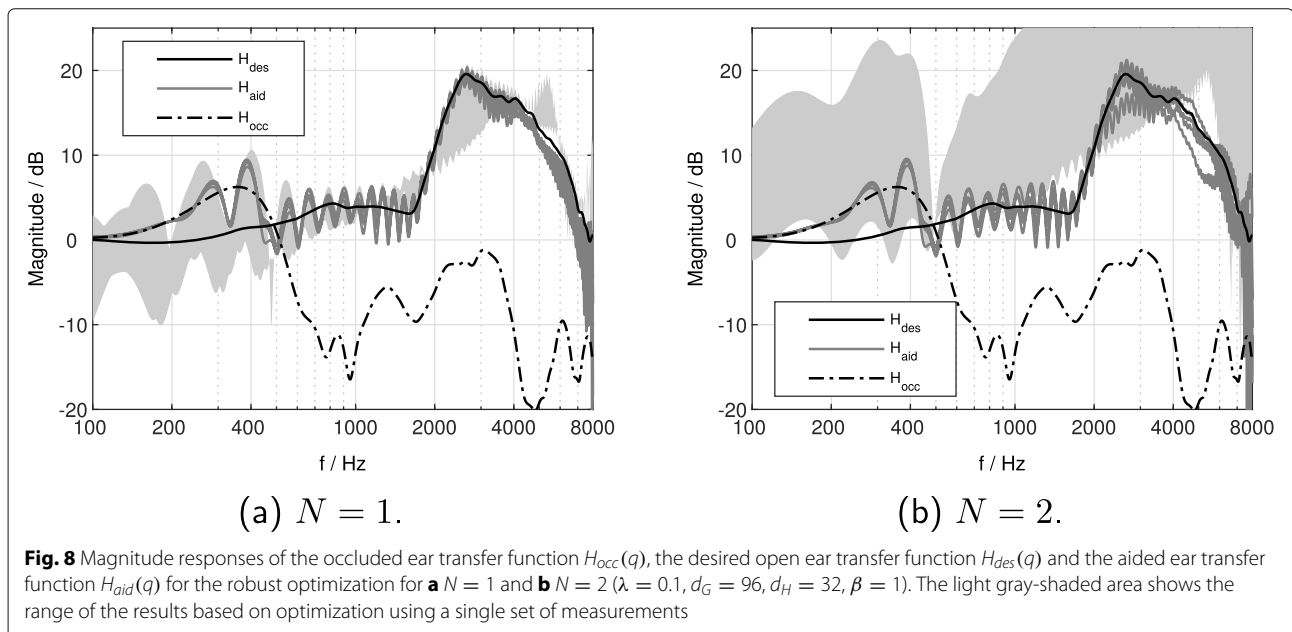 20
10
0
-10
-20
Magnitude / dB
H_des
H_aid
H_occ
100 200 400 1000 2000 4000 8000
f / Hz
(a) N = 1.
20
10
0
-10
-20
Magnitude / dB
H_des
H_aid
H_occ
100 200 400 1000 2000 4000 8000
f / Hz
(b) N = 2.
Fig. 8 Magnitude responses of the occluded ear transfer function H_occ(q), the desired open ear transfer function H_des(q) and the aided ear transfer
function H_aid(q) for the robust optimization for a N = 1 and b N = 2 (λ = 0.1, d_G = 96, d_H = 32, β = 1). The light gray-shaded area shows the
range of the results based on optimization using a single set of measurements